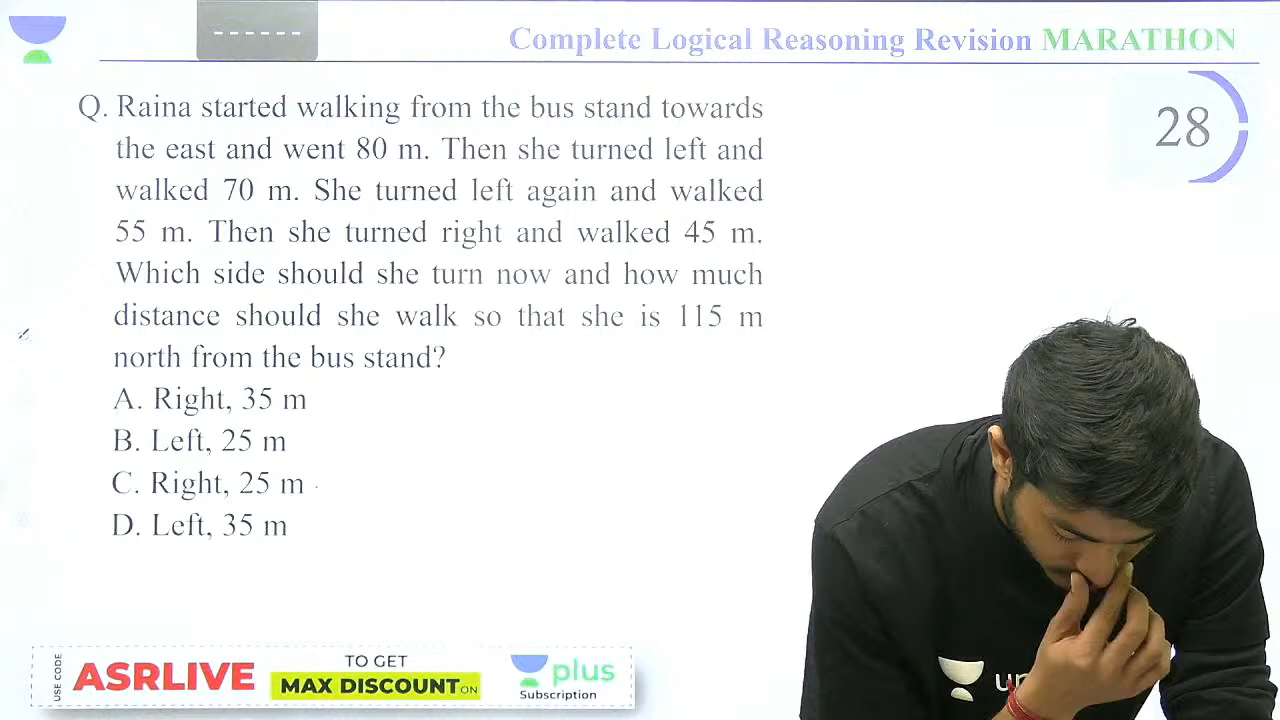 Complete Logical Reasoning Revision MARATHON
28
Q. Raina started walking from the bus stand towards
the east and went 80 m. Then she turned left and
walked 70 m. She turned left again and walked
55 m. Then she turned right and walked 45 m.
Which side should she turn now and how much
distance should she walk so that she is 115 m
north from the bus stand?
A. Right, 35 m
B. Left, 25 m
C. Right, 25 m
D. Left, 35 m
USE CODE
ASRLIVE
TO GET
MAX DISCOUNT ON
plus
Subscription